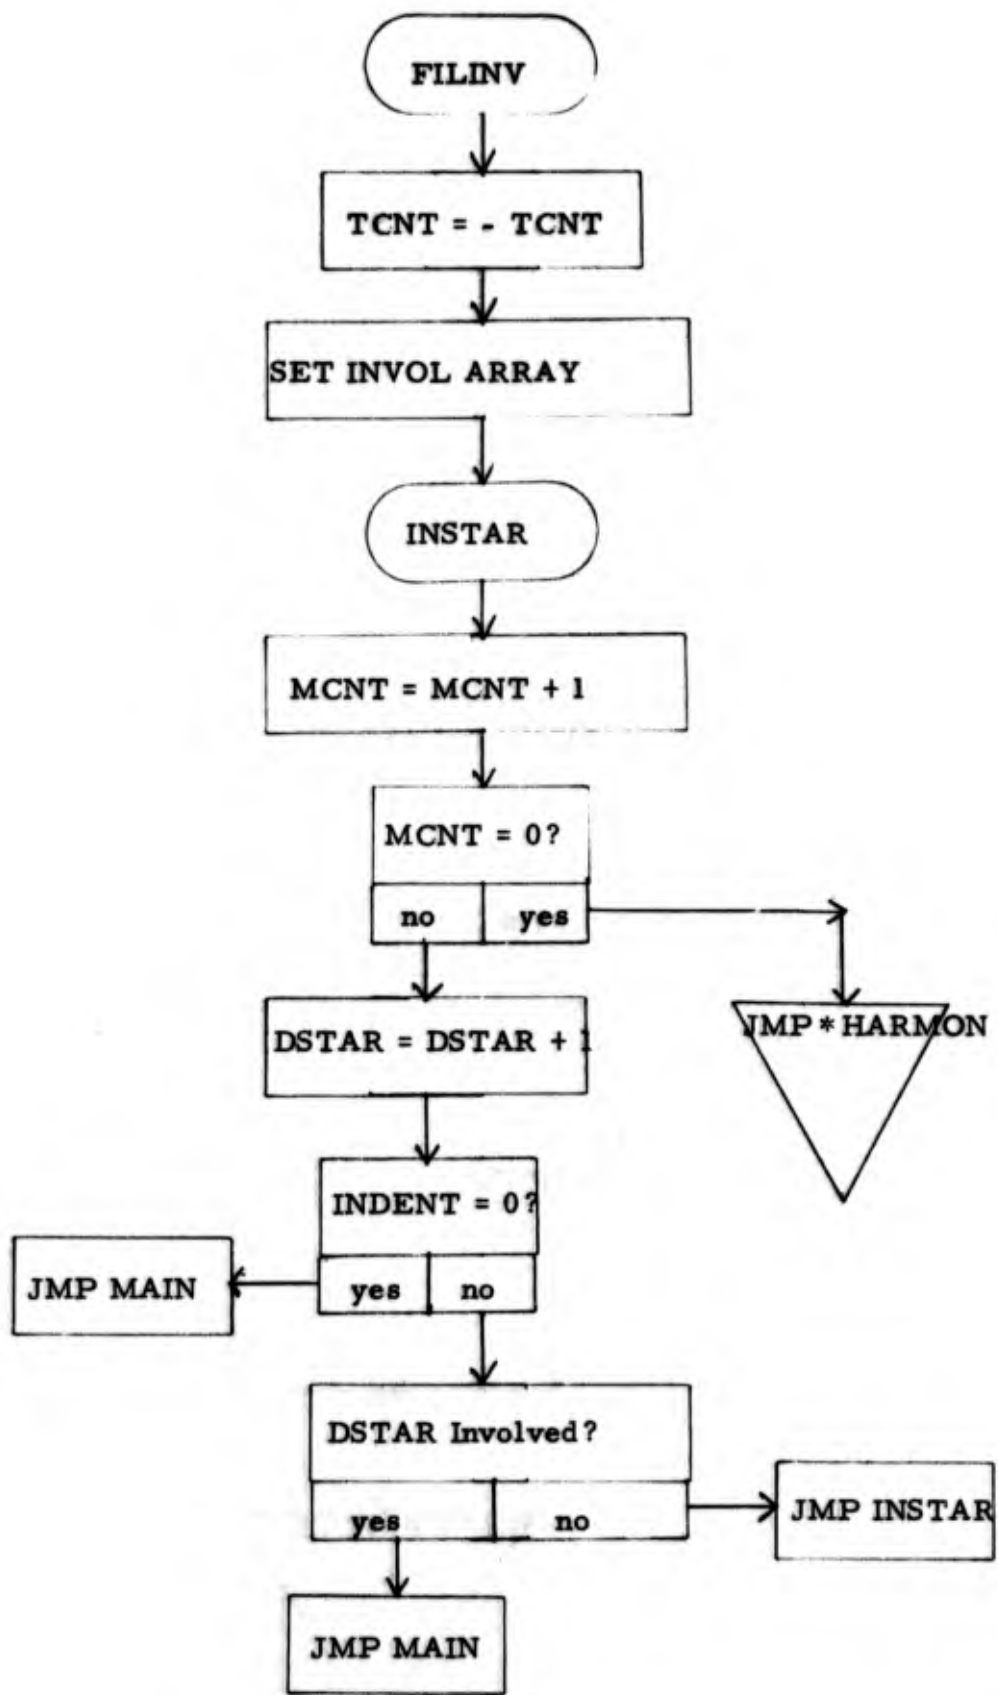 FILINV
TCNT = - TCNT
SET INVOL ARRAY
INSTAR
MCNT = MCNT + 1
MCNT = 0?
no yes
JMP * HARMON
DSTAR = DSTAR + 1
INDENT = 0?
JMP MAIN
yes no
DSTAR Involved?
yes no
JMP INSTAR
JMP MAIN